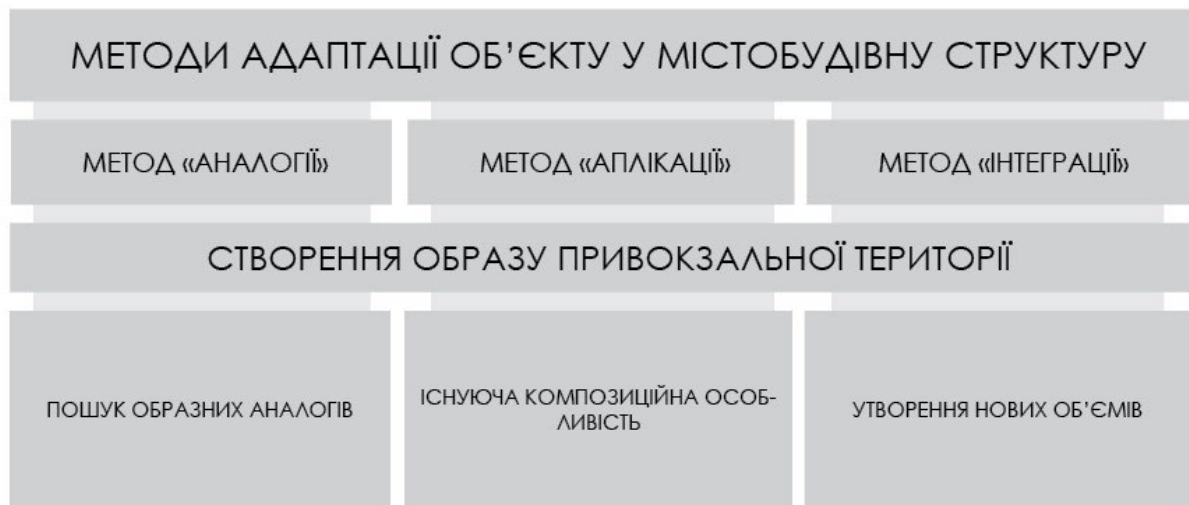 МЕТОДИ АДАПТАЦІЇ ОБ’ЄКТУ У МІСТОБУДІВНУ СТРУКТУРУ
МЕТОД «АНАЛОГІЇ»
МЕТОД «АПЛІКАЦІЇ»
МЕТОД «ІНТЕГРАЦІЇ»
СТВОРЕННЯ ОБРАЗУ ПРИВОКЗАЛЬНОЇ ТЕРИТОРІЇ
ПОШУК ОБРАЗНИХ АНАЛОГІВ
ІСНУЮЧА КОМПОЗИЦІЙНА ОСОБ-
ЛИВІСТЬ
УТВОРЕННЯ НОВИХ ОБ’ЄМІВ